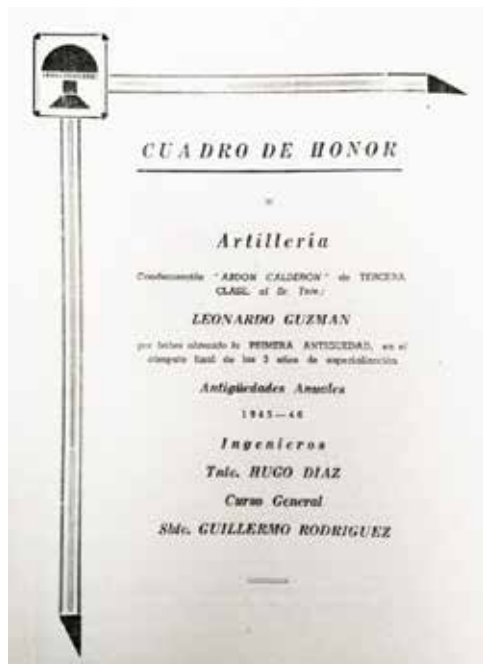 CUADRO DE HONOR
Artillería
Condecoración "ABDON CALDERON" de TERCERA
CLASE, al Sr. Tnte.:
LEONARDO GUZMAN
por haber obtenido la PRIMERA ANTIGÜEDAD, en el
cómputo final de los 3 años de especialización
Antigüedades Anuales
1945—46
Ingenieros
Tnte. HUGO DIAZ
Curso General
Sbte. GUILLERMO RODRIGUEZ